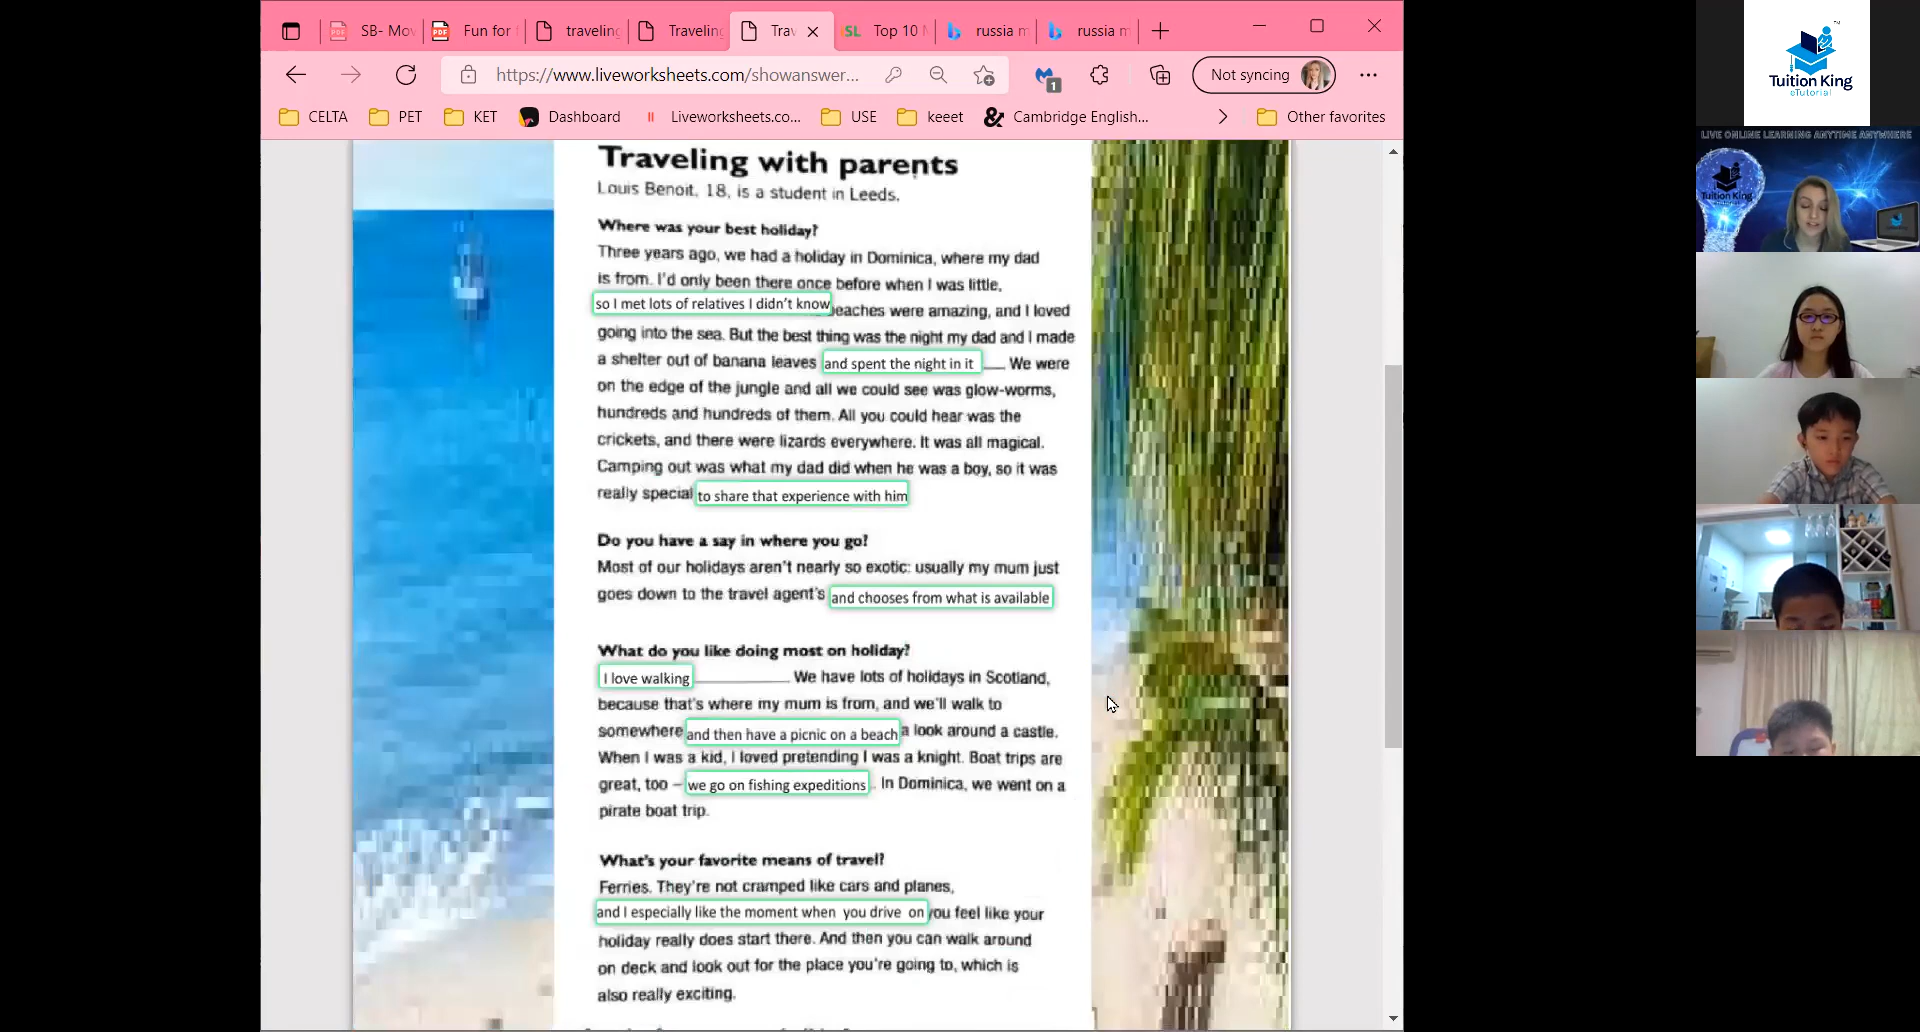 SB- Mov
Fun for
traveling
Traveling
Trav
SL
Top 10
russia m
russia m
https://www.liveworksheets.com/showanswer...
1
Not syncing
CELTA
PET
KET
Dashboard
Liveworksheets.co...
USE
keeet
Cambridge English...
Other favorites
Traveling with parents
Louis Benoit, 18, is a student in Leeds.
Where was your best holiday?
Three years ago, we had a holiday in Dominica, where my dad
is from. I'd only been there once before when I was little,
so I met lots of relatives I didn't know beaches were amazing, and I loved
going into the sea. But the best thing was the night my dad and I made
a shelter out of banana leaves and spent the night in it __ We were
on the edge of the jungle and all we could see was glow-worms,
hundreds and hundreds of them. All you could hear was the
crickets, and there were lizards everywhere. It was all magical.
Camping out was what my dad did when he was a boy, so it was
really special to share that experience with him
Do you have a say in where you go?
Most of our holidays aren't nearly so exotic: usually my mum just
goes down to the travel agent's and chooses from what is available
What do you like doing most on holiday?
I love walking __________ We have lots of holidays in Scotland,
because that's where my mum is from, and we'll walk to
somewhere and then have a picnic on a beach a look around a castle.
When I was a kid, I loved pretending I was a knight. Boat trips are
great, too – we go on fishing expeditions. In Dominica, we went on a
pirate boat trip.
What's your favorite means of travel?
Ferries. They're not cramped like cars and planes,
and I especially like the moment when you drive on you feel like your
holiday really does start there. And then you can walk around
on deck and look out for the place you're going to, which is
also really exciting.
Tuition King
eTutorial
LIVE ONLINE LEARNING ANYTIME ANYWHERE
Tuition King